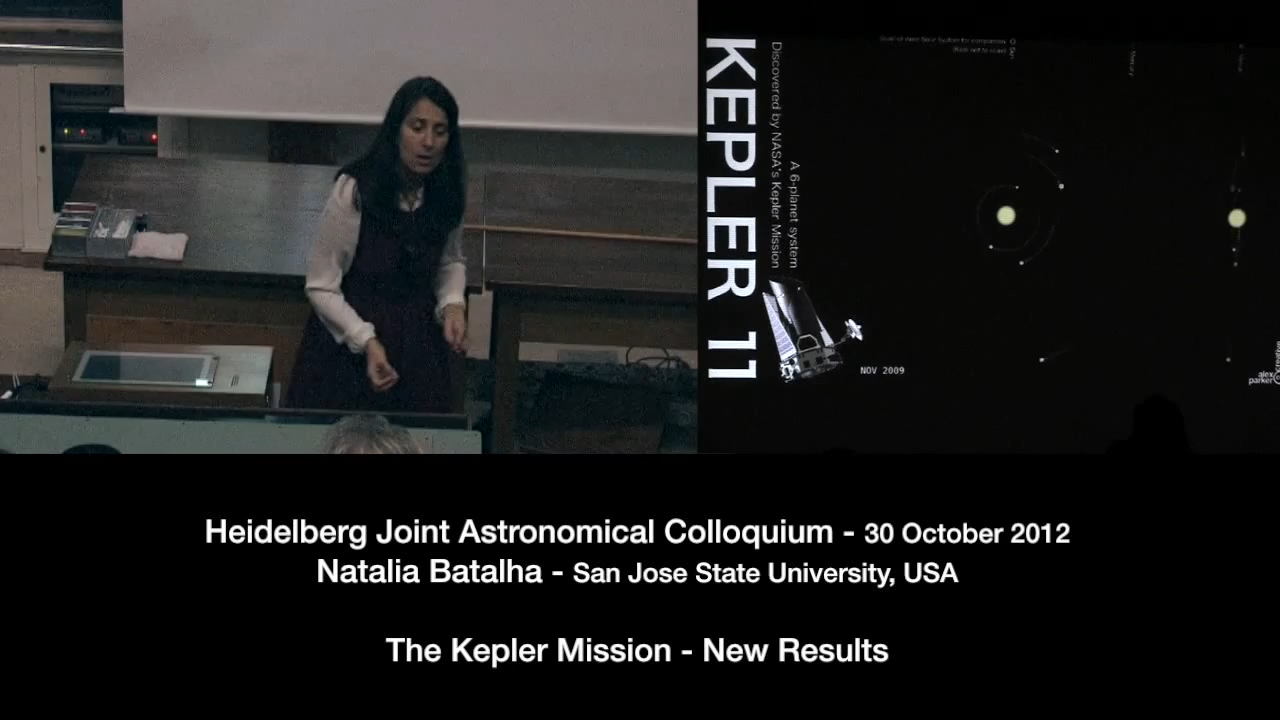 KEPLER 11
Discovered by NASA's Kepler Mission
A 6-planet system
NOV 2009
alex
parker
Heidelberg Joint Astronomical Colloquium - 30 October 2012
Natalia Batalha - San Jose State University, USA
The Kepler Mission - New Results